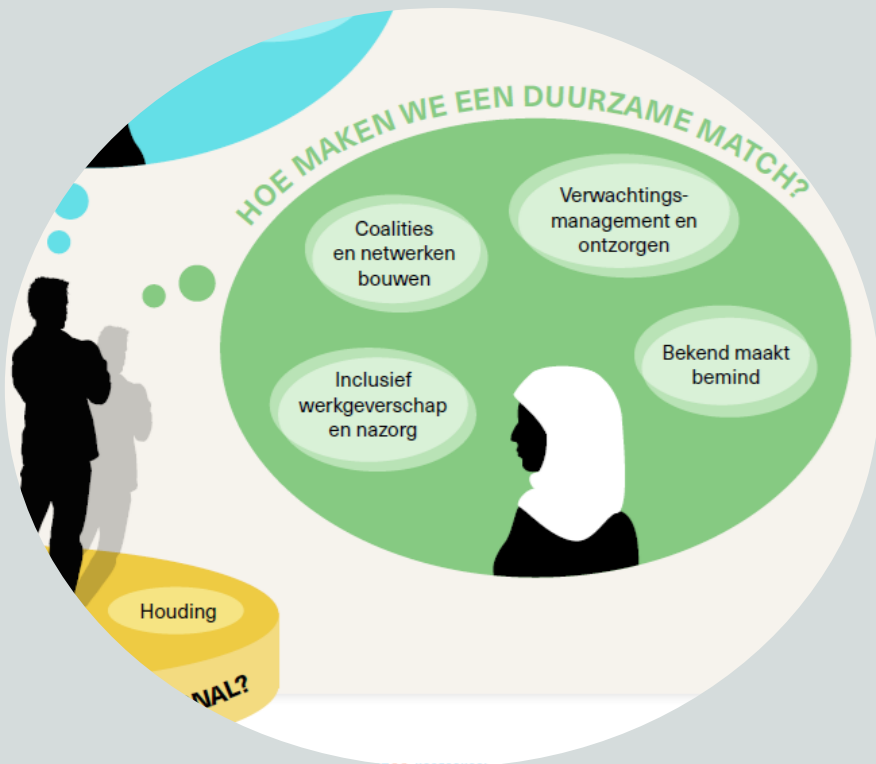 HOE MAKEN WE EEN DUURZAME MATCH?
Coalities
en netwerken
bouwen
Verwachtings-
management en
ontzorgen
Inclusief
werkgeverschap
en nazorg
Bekend maakt
bemind
Houding
NAL?